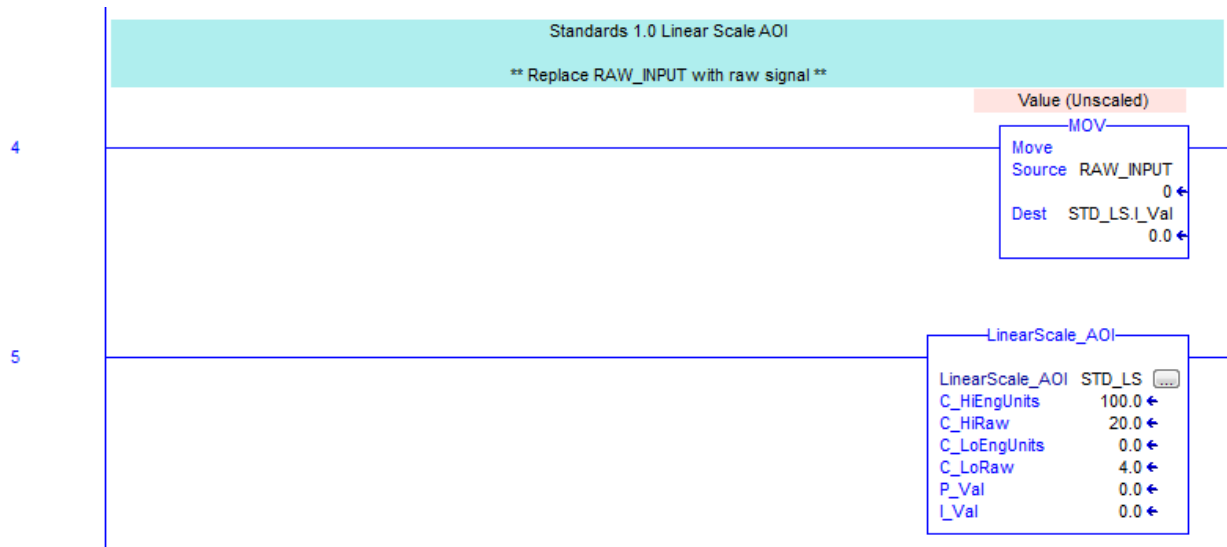 Standards 1.0 Linear Scale AOI
** Replace RAW_INPUT with raw signal **
Value (Unscaled)
MOV
4
Move
Source RAW_INPUT
0
Dest STD_LS.I_Val
0.0
LinearScale_AOI
5
LinearScale_AOI STD_LS ...
C_HiEngUnits 100.0
C_HiRaw 20.0
C_LoEngUnits 0.0
C_LoRaw 4.0
P_Val 0.0
I_Val 0.0